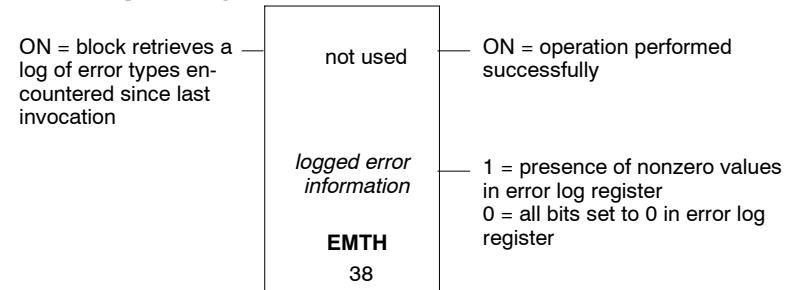 ON = block retrieves a
log of error types en-
countered since last
invocation
not used
ON = operation performed
successfully
logged error
information
1 = presence of nonzero values
in error log register
0 = all bits set to 0 in error log
register
EMTH
38